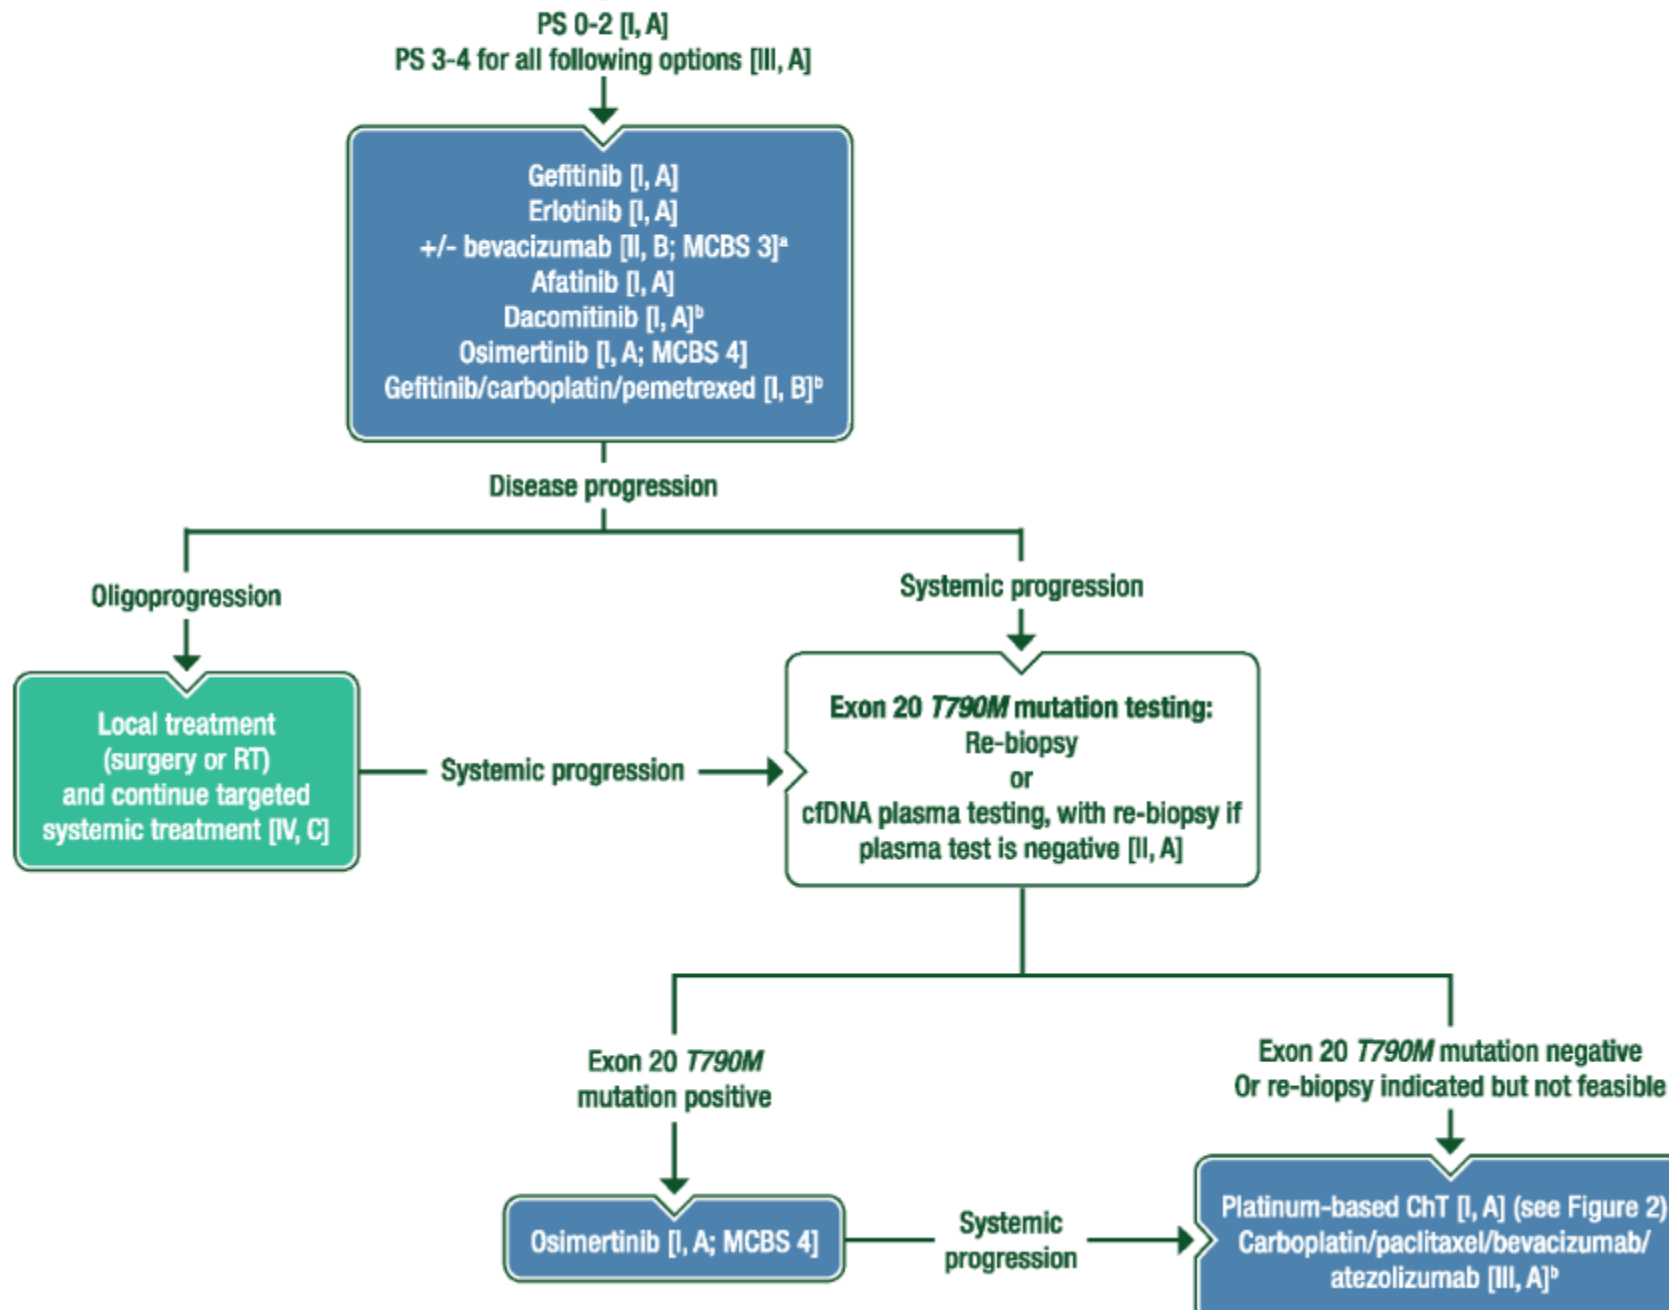 PS 0-2 [I, A]
PS 3-4 for all following options [III, A]
Gefitinib [I, A]
Erlotinib [I, A]
+/- bevacizumab [II, B; MCBS 3]ᵃ
Afatinib [I, A]
Dacomitinib [I, A]ᵇ
Osimertinib [I, A; MCBS 4]
Gefitinib/carboplatin/pemetrexed [I, B]ᵇ
Disease progression
Oligoprogression
Systemic progression
Local treatment
(surgery or RT)
and continue targeted
systemic treatment [IV, C]
Systemic progression
Exon 20 T790M mutation testing:
Re-biopsy
or
cfDNA plasma testing, with re-biopsy if
plasma test is negative [II, A]
Exon 20 T790M
mutation positive
Exon 20 T790M mutation negative
Or re-biopsy indicated but not feasible
Osimertinib [I, A; MCBS 4]
Systemic
progression
Platinum-based ChT [I, A] (see Figure 2)
Carboplatin/paclitaxel/bevacizumab/
atezolizumab [III, A]ᵇ